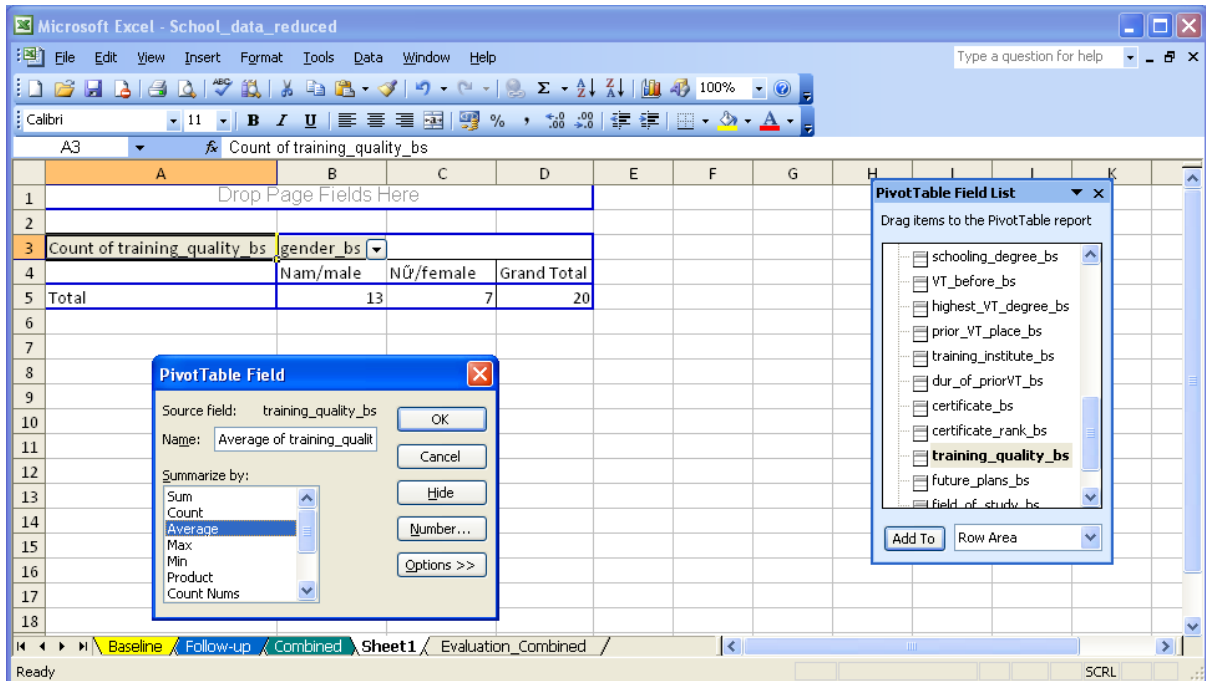 Microsoft Excel - School_data_reduced
File Edit View Insert Format Tools Data Window Help
Type a question for help
100%
Calibri 11 B I U
A3 fx Count of training_quality_bs
A B C D E F G H I J K
1 Drop Page Fields Here
2
3 Count of training_quality_bs gender_bs
4 Nam/male Nữ/female Grand Total
5 Total 13 7 20
6
7
8
9
10
11
12
13
14
15
16
17
18
PivotTable Field
Source field: training_quality_bs
Name: Average of training_qualit
Summarize by:
Sum
Count
Average
Max
Min
Product
Count Nums
OK
Cancel
Hide
Number...
Options >>
PivotTable Field List
Drag items to the PivotTable report
schooling_degree_bs
VT_before_bs
highest_VT_degree_bs
prior_VT_place_bs
training_institute_bs
dur_of_priorVT_bs
certificate_bs
certificate_rank_bs
training_quality_bs
future_plans_bs
field_of_study_bs
Add To Row Area
Baseline Follow-up Combined Sheet1 Evaluation_Combined
Ready SCRL